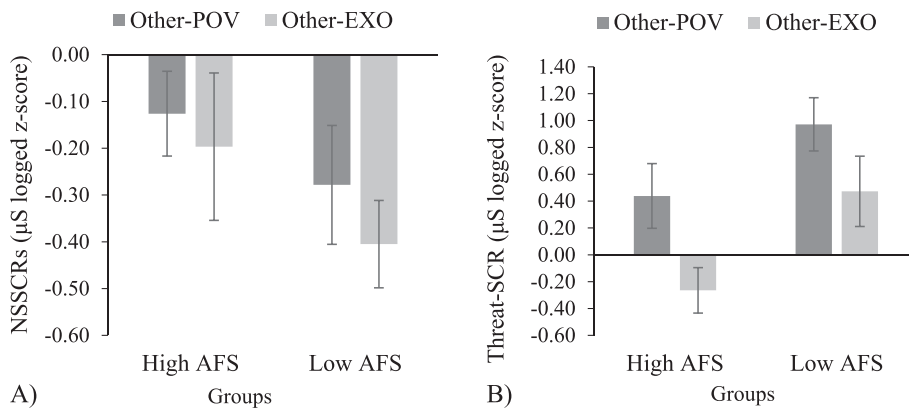 Other-POV Other-EXO
NSSCRs (µS logged z-score)
0.00
-0.10
-0.20
-0.30
-0.40
-0.50
-0.60
High AFS Low AFS
Groups
A)
Other-POV Other-EXO
Threat-SCR (µS logged z-score)
1.40
1.20
1.00
0.80
0.60
0.40
0.20
0.00
-0.20
-0.40
-0.60
High AFS Low AFS
Groups
B)